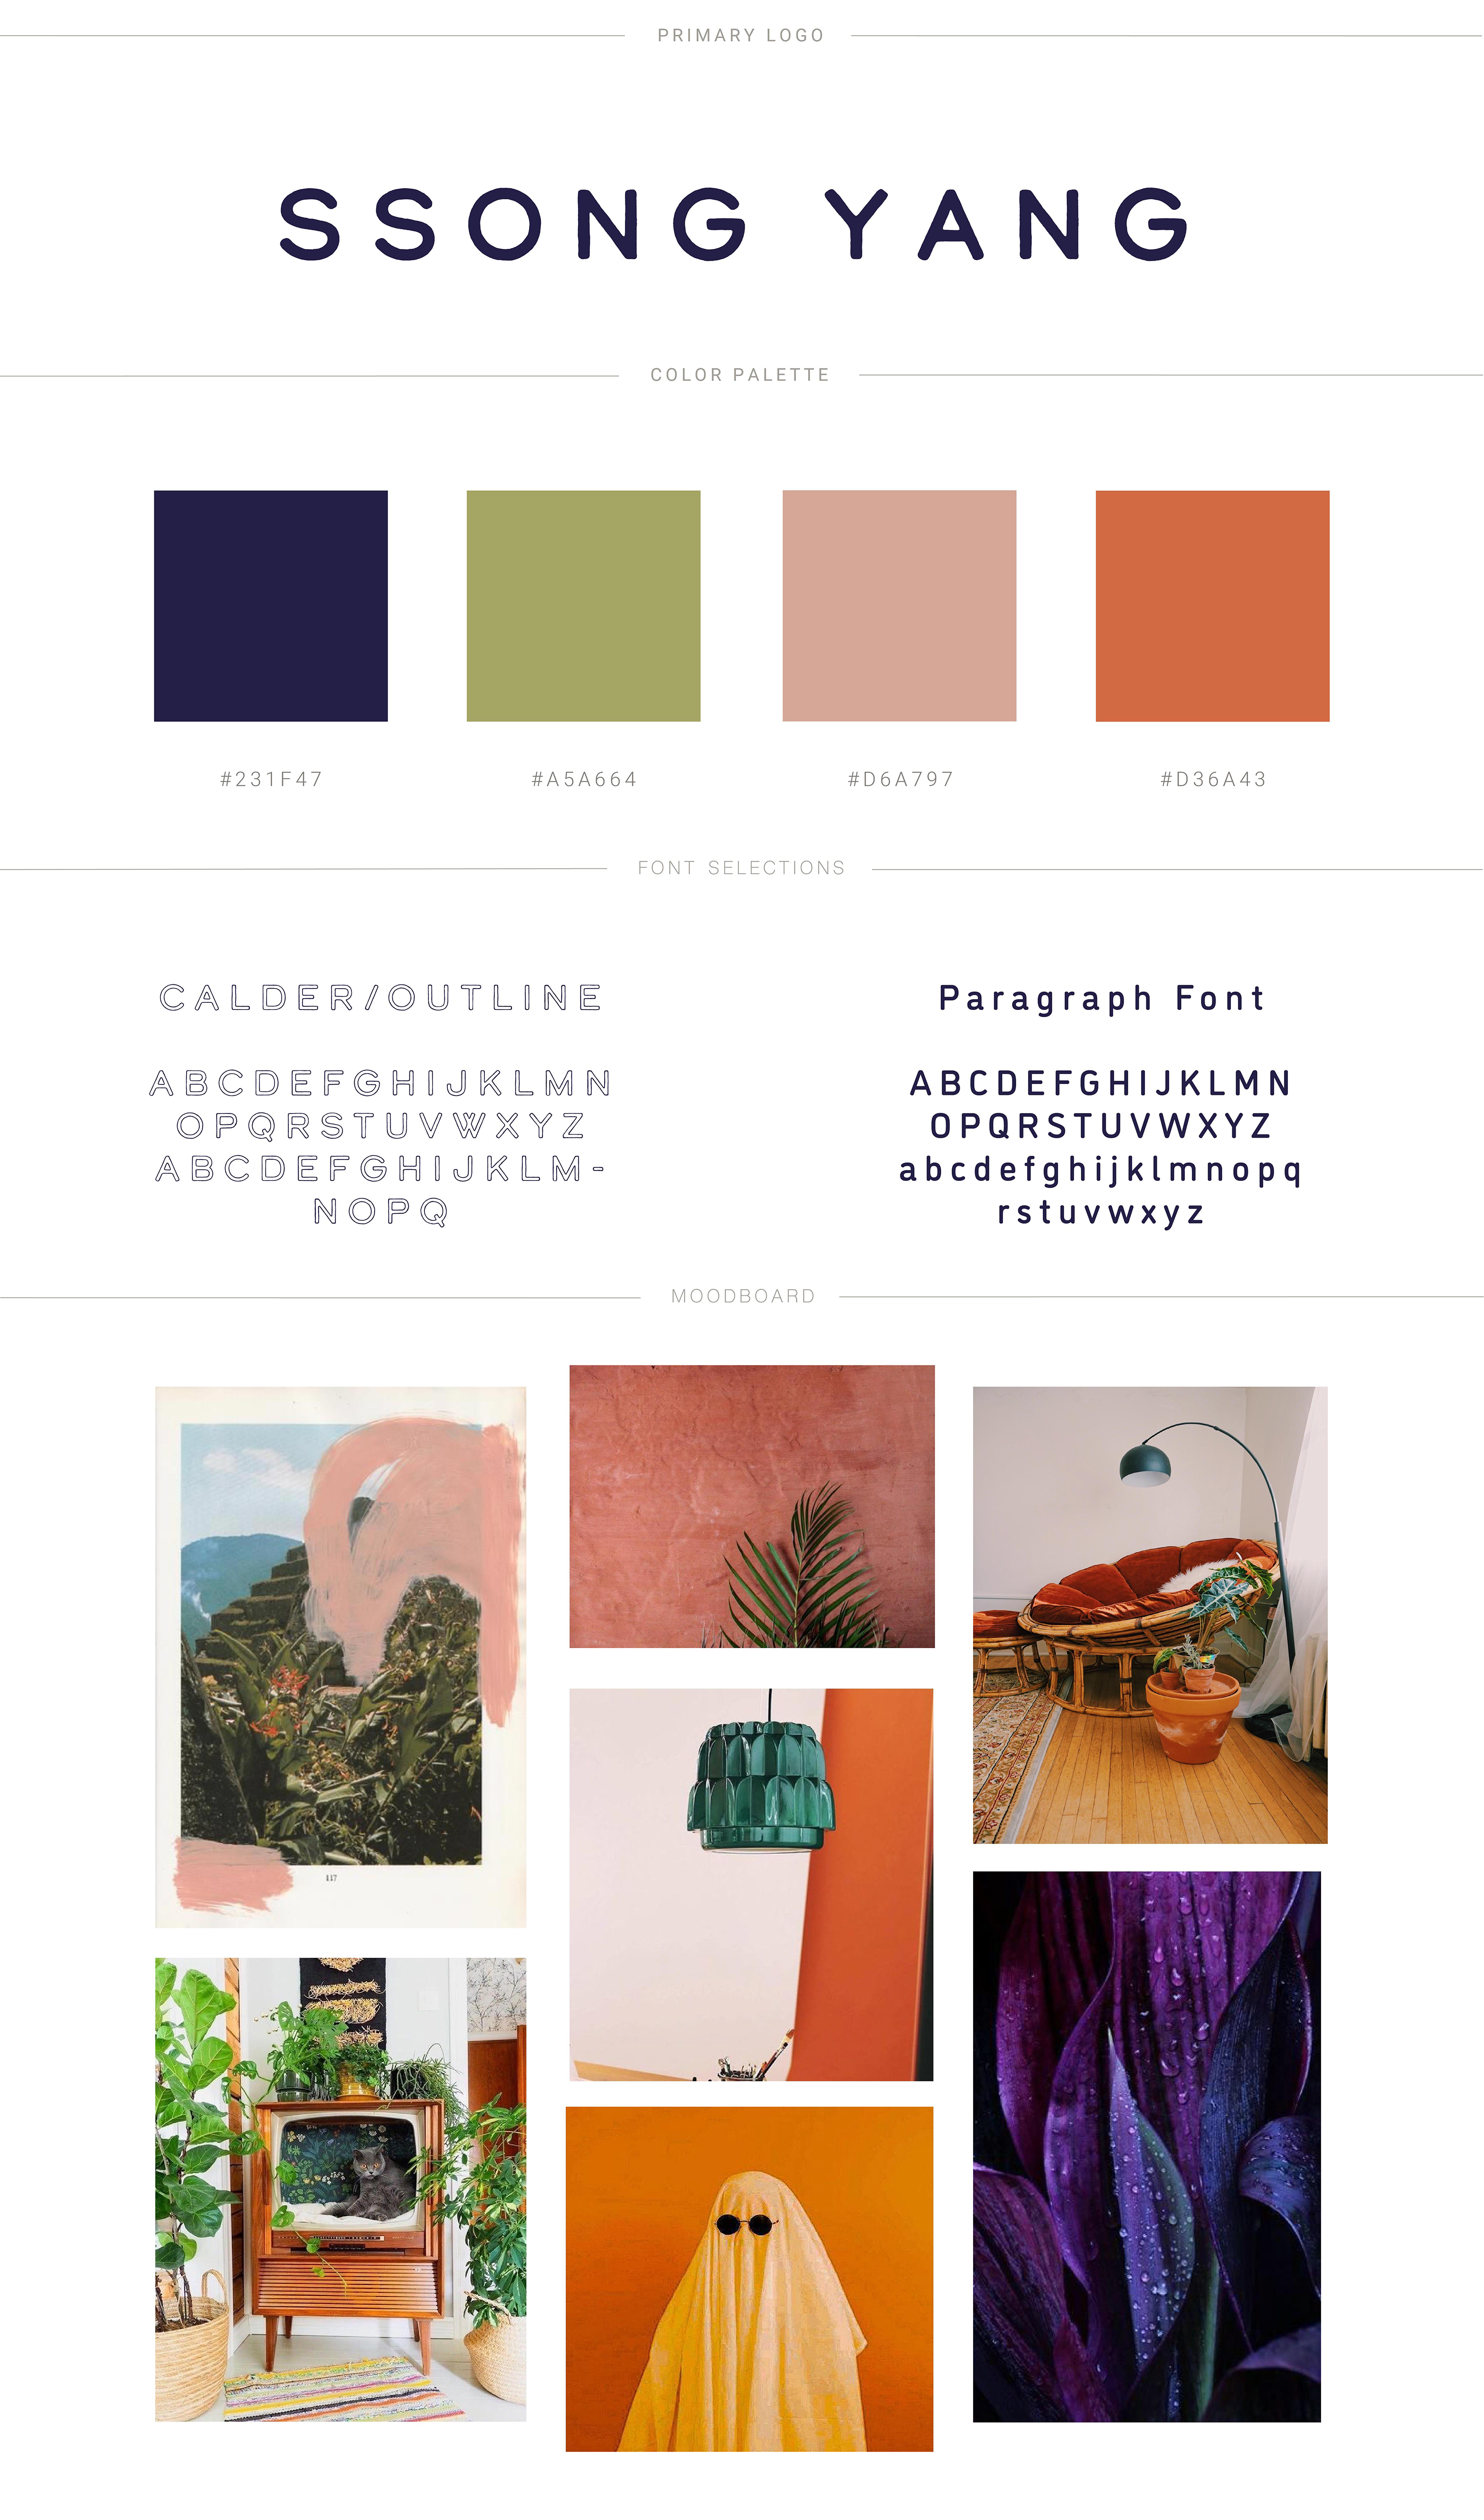 PRIMARY LOGO
SSONG YANG
COLOR PALETTE
#231F47
#A5A664
#D6A797
#D36A43
FONT SELECTIONS
CALDER/OUTLINE
ABCDEFGHIJKLMN
OPQRSTUVWXYZ
ABCDEFGHIJKLM-
NOPQ
Paragraph Font
ABCDEFGHIJKLMN
OPQRSTUVWXYZ
abcdefghijklmnopq
rstuvwxyz
MOODBOARD